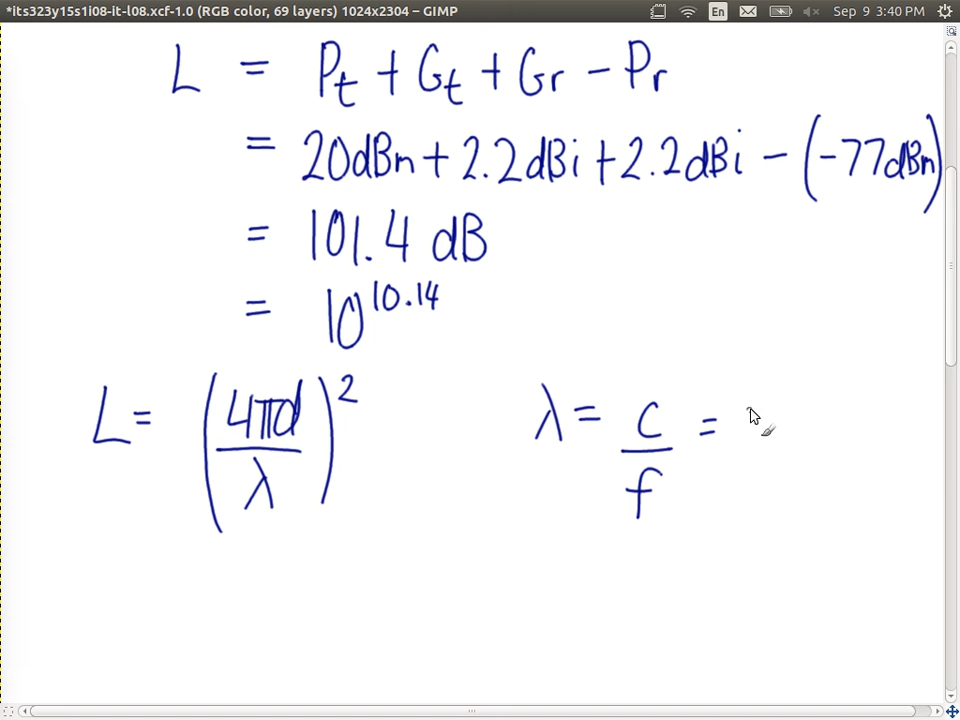 *its323y15s1i08-it-l08.xcf-1.0 (RGB color, 69 layers) 1024x2304 – GIMP En Sep 9 3:40 PM
L = Pt + Gt + Gr - Pr
= 20dBm + 2.2dBi + 2.2dBi - (-77dBm)
= 101.4 dB
= 10^10.14
L = (4πd/λ)^2 λ = c/f =